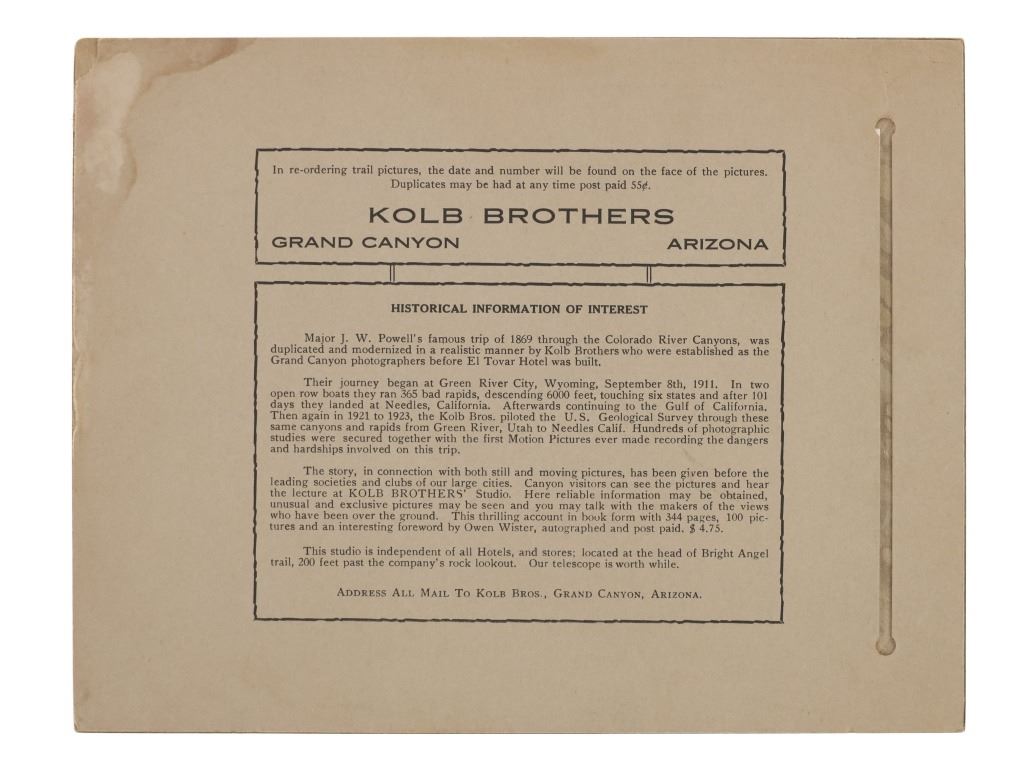 In re-ordering trail pictures, the date and number will be found on the face of the pictures.
Duplicates may be had at any time post paid 55¢.
KOLB BROTHERS
GRAND CANYON ARIZONA
HISTORICAL INFORMATION OF INTEREST
Major J. W. Powell's famous trip of 1869 through the Colorado River Canyons, was
duplicated and modernized in a realistic manner by Kolb Brothers who were established as the
Grand Canyon photographers before El Tovar Hotel was built.
Their journey began at Green River City, Wyoming, September 8th, 1911. In two
open row boats they ran 365 bad rapids, descending 6000 feet, touching six states and after 101
days they landed at Needles, California. Afterwards continuing to the Gulf of California.
Then again in 1921 to 1923, the Kolb Bros. piloted the U. S. Geological Survey through these
same canyons and rapids from Green River, Utah to Needles Calif. Hundreds of photographic
studies were secured together with the first Motion Pictures ever made recording the dangers
and hardships involved on this trip.
The story, in connection with both still and moving pictures, has been given before the
leading societies and clubs of our large cities. Canyon visitors can see the pictures and hear
the lecture at KOLB BROTHERS' Studio. Here reliable information may be obtained,
unusual and exclusive pictures may be seen and you may talk with the makers of the views
who have been over the ground. This thrilling account in book form with 344 pages, 100 pic-
tures and an interesting foreword by Owen Wister, autographed and post paid. $ 4.75.
This studio is independent of all Hotels, and stores; located at the head of Bright Angel
trail, 200 feet past the company's rock lookout. Our telescope is worth while.
ADDRESS ALL MAIL TO KOLB BROS., GRAND CANYON, ARIZONA.